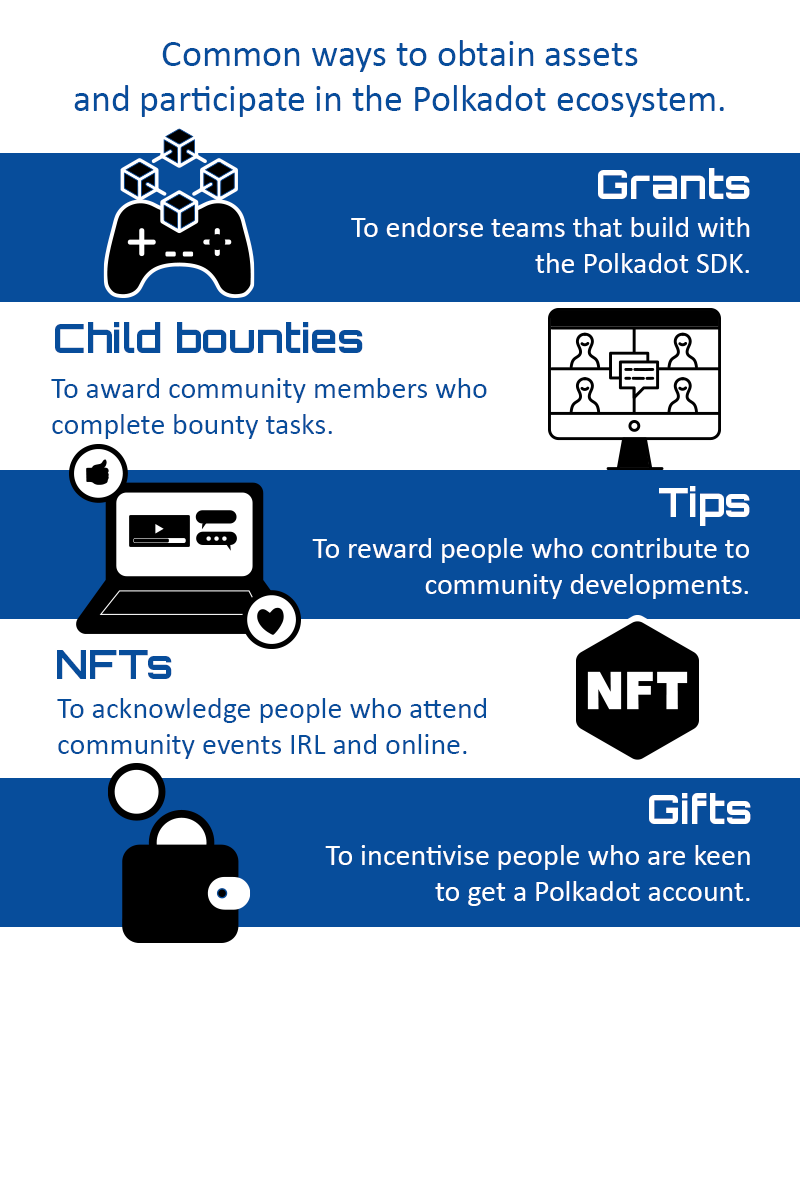 Common ways to obtain assets
and participate in the Polkadot ecosystem.
Grants
To endorse teams that build with
the Polkadot SDK.
Child bounties
To award community members who
complete bounty tasks.
Tips
To reward people who contribute to
community developments.
NFTs
To acknowledge people who attend
community events IRL and online.
NFT
Gifts
To incentivise people who are keen
to get a Polkadot account.